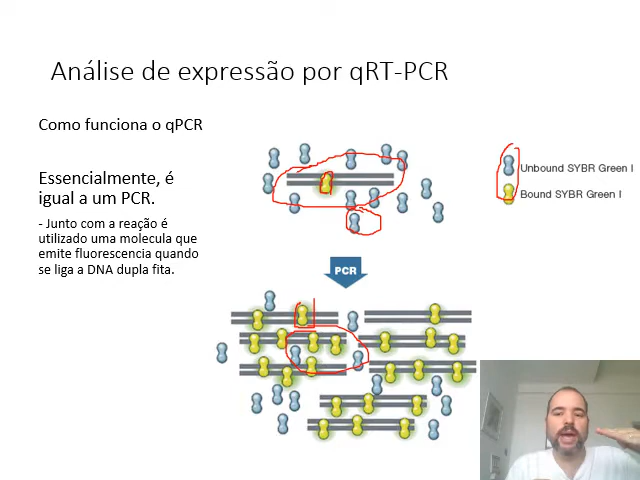 Análise de expressão por qRT-PCR
Como funciona o qPCR
Essencialmente, é
igual a um PCR.
- Junto com a reação é
utilizado uma molecula que
emite fluorescencia quando
se liga a DNA dupla fita.
Unbound SYBR Green I
Bound SYBR Green I
PCR